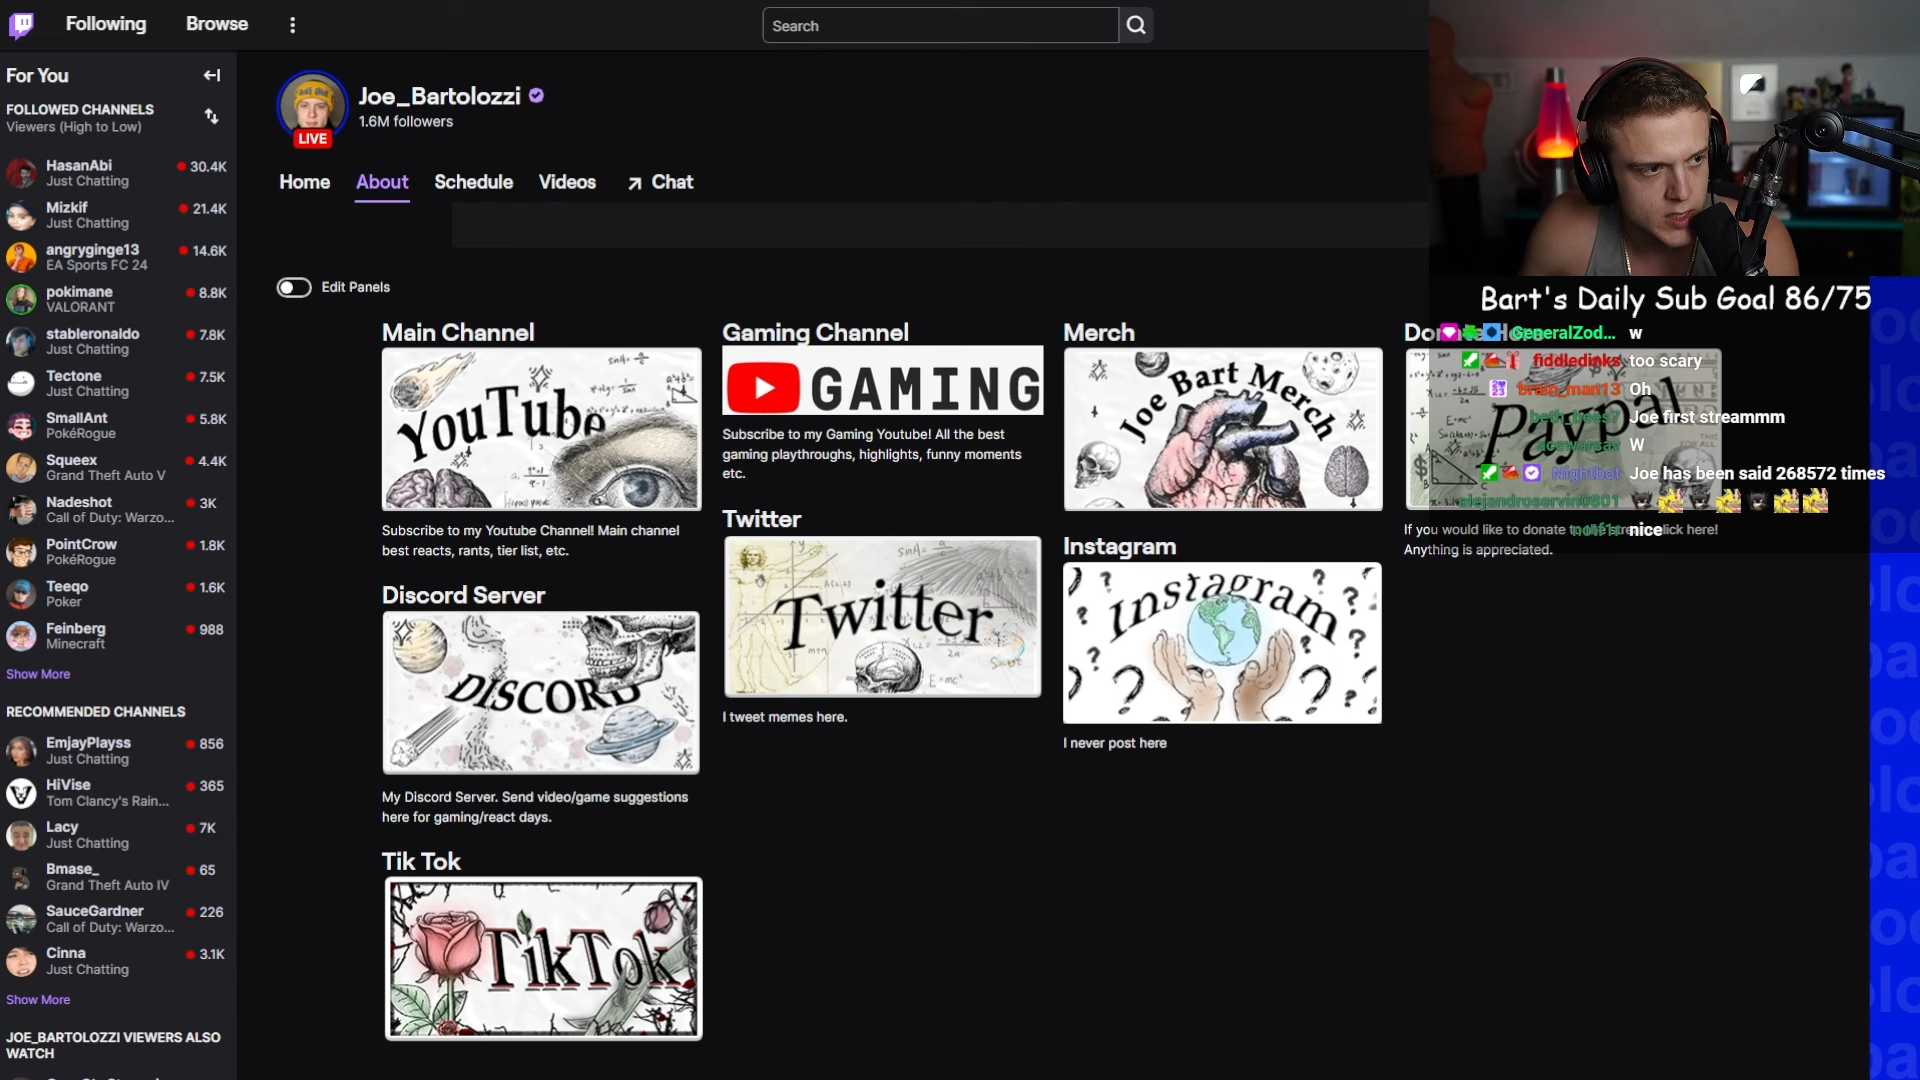 Following
Browse
Search
For You
FOLLOWED CHANNELS
Viewers (High to Low)
HasanAbi
Just Chatting
30.4K
Mizkif
Just Chatting
21.4K
angryginge13
EA Sports FC 24
14.6K
pokimane
VALORANT
8.8K
stableronaldo
Just Chatting
7.8K
Tectone
Just Chatting
7.5K
SmallAnt
PokéRogue
5.8K
Squeex
Grand Theft Auto V
4.4K
Nadeshot
Call of Duty: Warzo...
3K
PointCrow
PokéRogue
1.8K
Teeqo
Poker
1.6K
Feinberg
Minecraft
988
Show More
RECOMMENDED CHANNELS
EmjayPlayss
Just Chatting
856
HiVise
Tom Clancy's Rain...
365
Lacy
Just Chatting
7K
Bmase_
Grand Theft Auto IV
65
SauceGardner
Call of Duty: Warzo...
226
Cinna
Just Chatting
3.1K
Show More
JOE_BARTOLOZZI VIEWERS ALSO
WATCH
Joe_Bartolozzi
1.6M followers
LIVE
Home
About
Schedule
Videos
Chat
Edit Panels
Main Channel
YouTube
Subscribe to my Youtube Channel! Main channel
best reacts, rants, tier list, etc.
Discord Server
DISCORD
My Discord Server. Send video/game suggestions
here for gaming/react days.
Tik Tok
TikTok
Gaming Channel
GAMING
Subscribe to my Gaming Youtube! All the best
gaming playthroughs, highlights, funny moments
etc.
Twitter
Twitter
E=mc²
I tweet memes here.
Merch
Joe Bart Merch
Instagram
Instagram
I never post here
Paypal
If you would like to donate to the stream click here!
Anything is appreciated.
Bart's Daily Sub Goal 86/75
GeneralZod... w
fiddledinks too scary
brain_man13 Oh
beth_bees7 Joe first streammm
W
Nightbot Joe has been said 268572 times
alejandroservin0801
nice